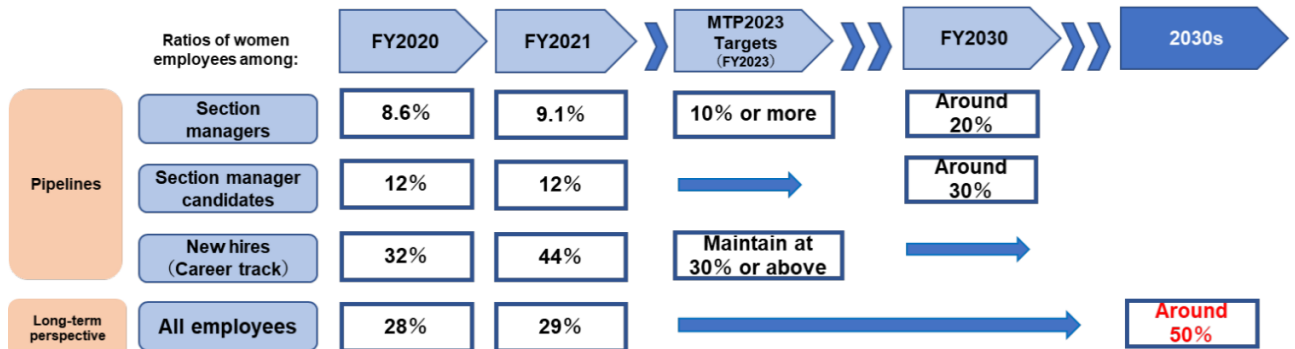 Ratios of women
employees among:
FY2020
FY2021
MTP2023
Targets
(FY2023)
FY2030
2030s
Pipelines
Section
managers
8.6%
9.1%
10% or more
Around
20%
Section manager
candidates
12%
12%
Around
30%
New hires
(Career track)
32%
44%
Maintain at
30% or above
Long-term
perspective
All employees
28%
29%
Around
50%